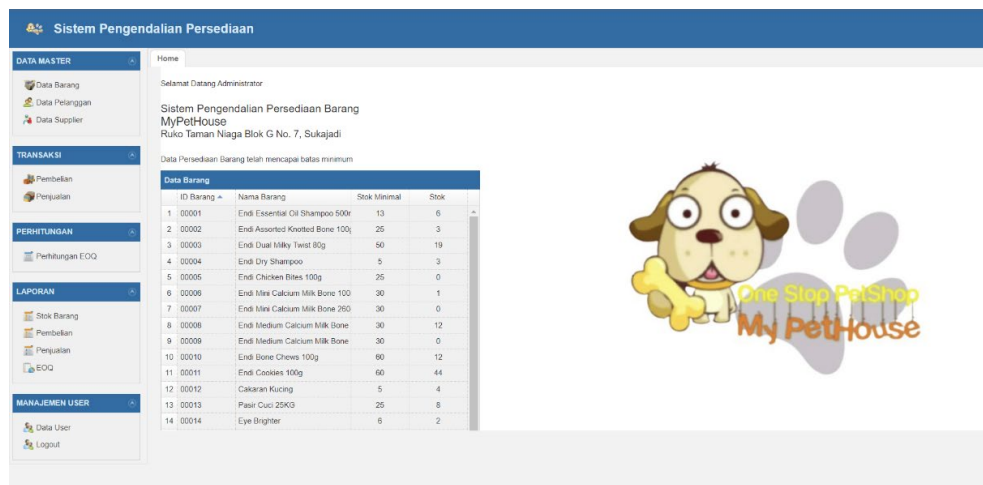 Sistem Pengendalian Persediaan
DATA MASTER
Data Barang
Data Pelanggan
Data Supplier
TRANSAKSI
Pembelian
Penjualan
PERHITUNGAN
Perhitungan EOQ
LAPORAN
Stok Barang
Pembelian
Penjualan
EOQ
MANAJEMEN USER
Data User
Logout
Home
Selamat Datang Administrator
Sistem Pengendalian Persediaan Barang
MyPetHouse
Ruko Taman Niaga Blok G No. 7, Sukajadi
Data Persediaan Barang telah mencapai batas minimum
Data Barang
ID Barang Nama Barang Stok Minimal Stok
1 00001 Endi Essential Oil Shampoo 13 6
2 00002 Endi Assorted Knotted Bone 25 3
3 00003 Endi Dual Milky Twist 80g 50 19
4 00004 Endi Dry Shampoo 5 3
5 00005 Endi Chicken Bites 100g 25 0
6 00006 Endi Mini Calcium Milk Bone 100 30 1
7 00007 Endi Mini Calcium Milk Bone 260 30 0
8 00008 Endi Medium Calcium Milk Bone 30 12
9 00009 Endi Medium Calcium Milk Bone 30 0
10 00010 Endi Bone Chews 100g 60 12
11 00011 Endi Cookies 100g 60 44
12 00012 Cakaran Kucing 5 4
13 00013 Pasir Cuci 25KG 25 8
14 00014 Eye Brighter 6 2
One Stop PetShop
My PetHouse